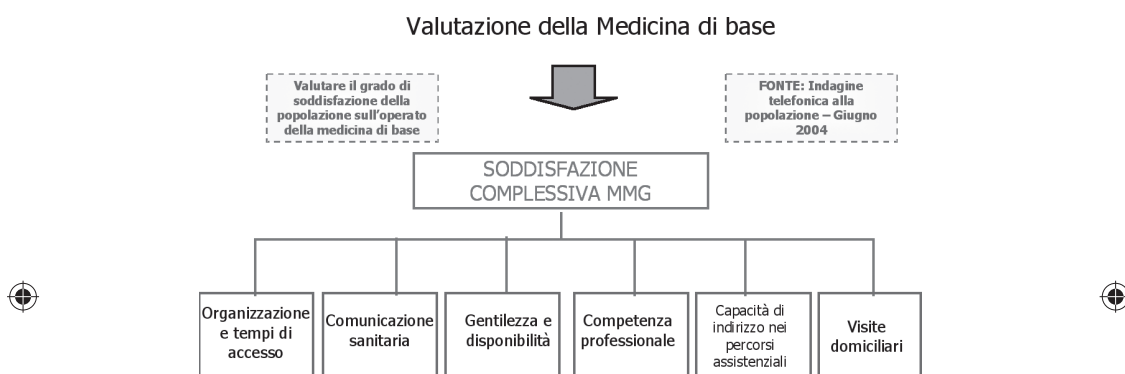 Valutazione della Medicina di base
Valutare il grado di
soddisfazione della
popolazione sull'operato
della medicina di base
FONTE: Indagine
telefonica alla
popolazione – Giugno
2004
SODDISFAZIONE
COMPLESSIVA MMG
Organizzazione
e tempi di
accesso
Comunicazione
sanitaria
Gentilezza e
disponibilità
Competenza
professionale
Capacità di
indirizzo nei
percorsi
assistenziali
Visite
domiciliari